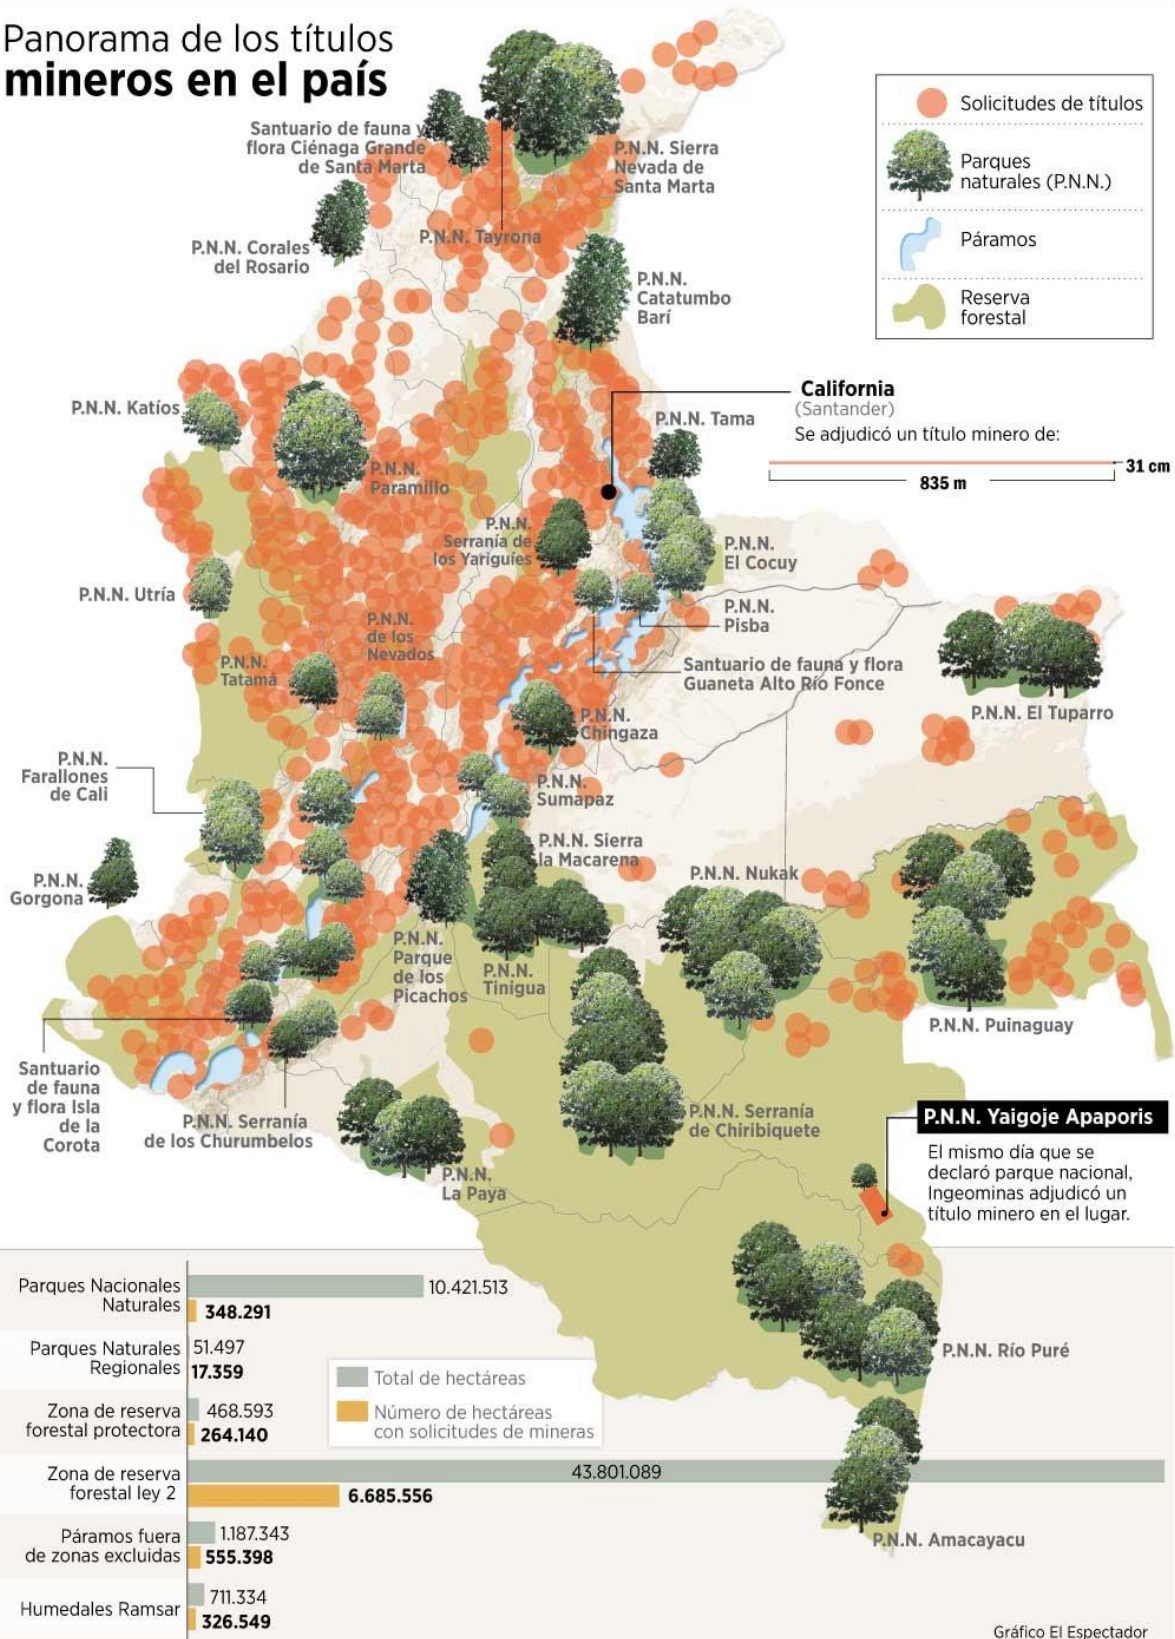 Panorama de los títulos
mineros en el país
Solicitudes de títulos
Parques
naturales (P.N.N.)
Páramos
Reserva
forestal
Santuario de fauna y
flora Ciénaga Grande
de Santa Marta
P.N.N. Sierra
Nevada de
Santa Marta
P.N.N. Tayrona
P.N.N. Corales
del Rosario
P.N.N.
Catatumbo
Barí
California
(Santander)
Se adjudicó un título minero de:
31 cm
835 m
P.N.N. Katíos
P.N.N. Tama
P.N.N.
Paramillo
P.N.N.
Serranía de
los Yariguíes
P.N.N.
El Cocuy
P.N.N. Utría
P.N.N.
Pisba
P.N.N.
de los
Nevados
P.N.N.
Tatamá
Santuario de fauna y flora
Guaneta Alto Río Fonce
P.N.N.
Chingaza
P.N.N. El Tuparro
P.N.N.
Farallones
de Cali
P.N.N.
Sumapaz
P.N.N. Sierra
la Macarena
P.N.N. Nukak
P.N.N.
Gorgona
P.N.N.
Parque
de los
Picachos
P.N.N.
Tinigua
P.N.N. Puinaguay
Santuario
de fauna
y flora Isla
de la
Corota
P.N.N. Serranía
de los Churumbelos
P.N.N. Serranía
de Chiribiquete
P.N.N.
La Paya
P.N.N. Yaigoje Apaporis
El mismo día que se
declaró parque nacional,
Ingeominas adjudicó un
título minero en el lugar.
P.N.N. Río Puré
P.N.N. Amacayacu
Parques Nacionales
Naturales
10.421.513
348.291
Parques Naturales
Regionales
51.497
17.359
Total de hectáreas
Número de hectáreas
con solicitudes de mineras
Zona de reserva
forestal protectora
468.593
264.140
Zona de reserva
forestal ley 2
43.801.089
6.685.556
Páramos fuera
de zonas excluidas
1.187.343
555.398
Humedales Ramsar
711.334
326.549
Gráfico El Espectador